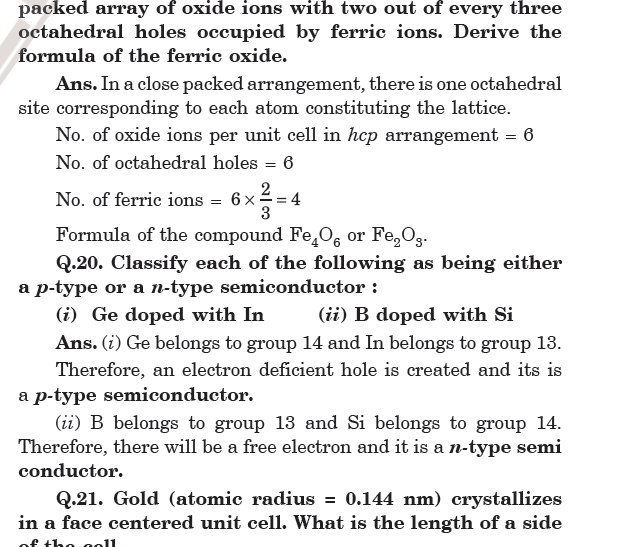 packed array of oxide ions with two out of every three
octahedral holes occupied by ferric ions. Derive the
formula of the ferric oxide.
Ans. In a close packed arrangement, there is one octahedral
site corresponding to each atom constituting the lattice.
No. of oxide ions per unit cell in hcp arrangement = 6
No. of octahedral holes = 6
No. of ferric ions = 6 × 2/3 = 4
Formula of the compound Fe₄O₆ or Fe₂O₃.
Q.20. Classify each of the following as being either
a p-type or a n-type semiconductor :
(i) Ge doped with In (ii) B doped with Si
Ans. (i) Ge belongs to group 14 and In belongs to group 13.
Therefore, an electron deficient hole is created and its is
a p-type semiconductor.
(ii) B belongs to group 13 and Si belongs to group 14.
Therefore, there will be a free electron and it is a n-type semi
conductor.
Q.21. Gold (atomic radius = 0.144 nm) crystallizes
in a face centered unit cell. What is the length of a side
of the cell